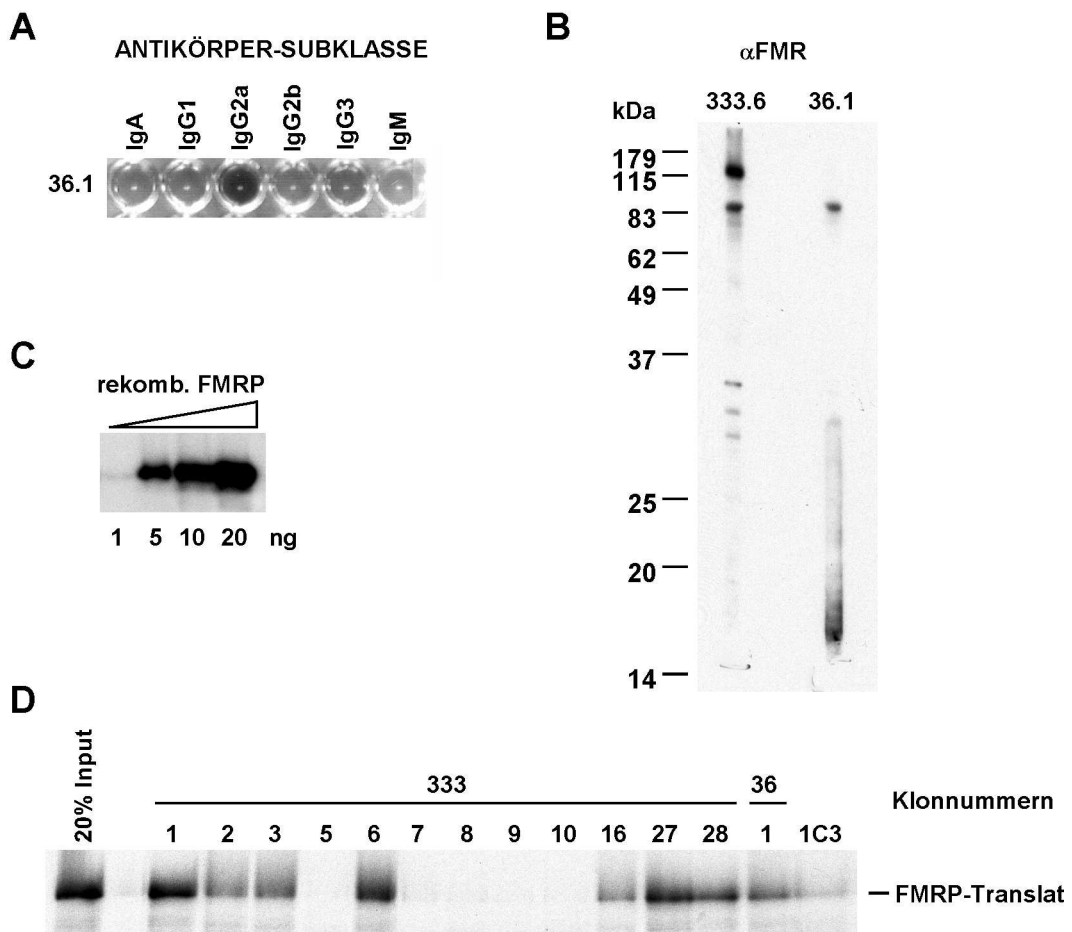 A
ANTIKÖRPER-SUBKLASSE
IgA IgG1 IgG2a IgG2b IgG3 IgM
36.1
B
αFMR
kDa 333.6 36.1
179
115
83
62
49
37
25
20
14
C
rekomb. FMRP
1 5 10 20 ng
D
20% Input
333 36
Klonnummern
1 2 3 5 6 7 8 9 10 16 27 28 1 1C3
FMRP-Translat